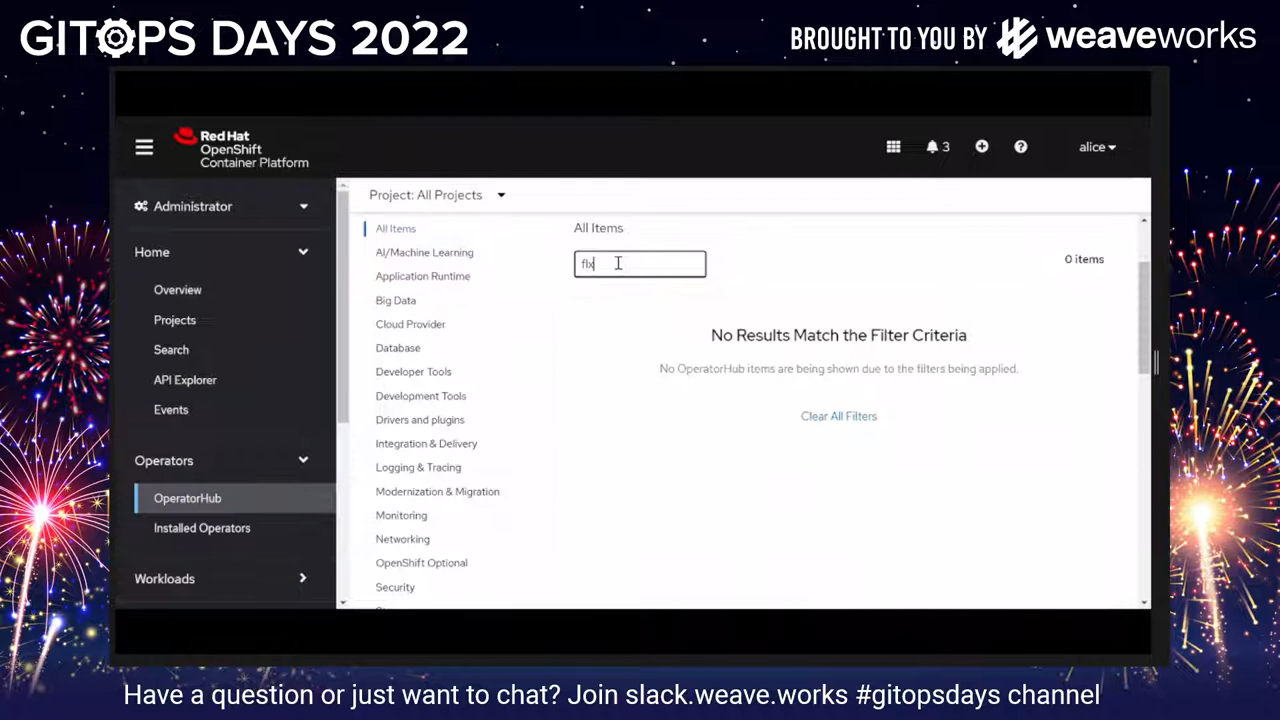 GITOPS DAYS 2022
BROUGHT TO YOU BY weaveworks
Red Hat
OpenShift
Container Platform
3
alice
Administrator
Project: All Projects
Home
Overview
Projects
Search
API Explorer
Events
Operators
OperatorHub
Installed Operators
Workloads
All Items
AI/Machine Learning
Application Runtime
Big Data
Cloud Provider
Database
Developer Tools
Development Tools
Drivers and plugins
Integration & Delivery
Logging & Tracing
Modernization & Migration
Monitoring
Networking
OpenShift Optional
Security
All Items
flx
0 items
No Results Match the Filter Criteria
No OperatorHub items are being shown due to the filters being applied.
Clear All Filters
Have a question or just want to chat? Join slack.weave.works #gitopsdays channel